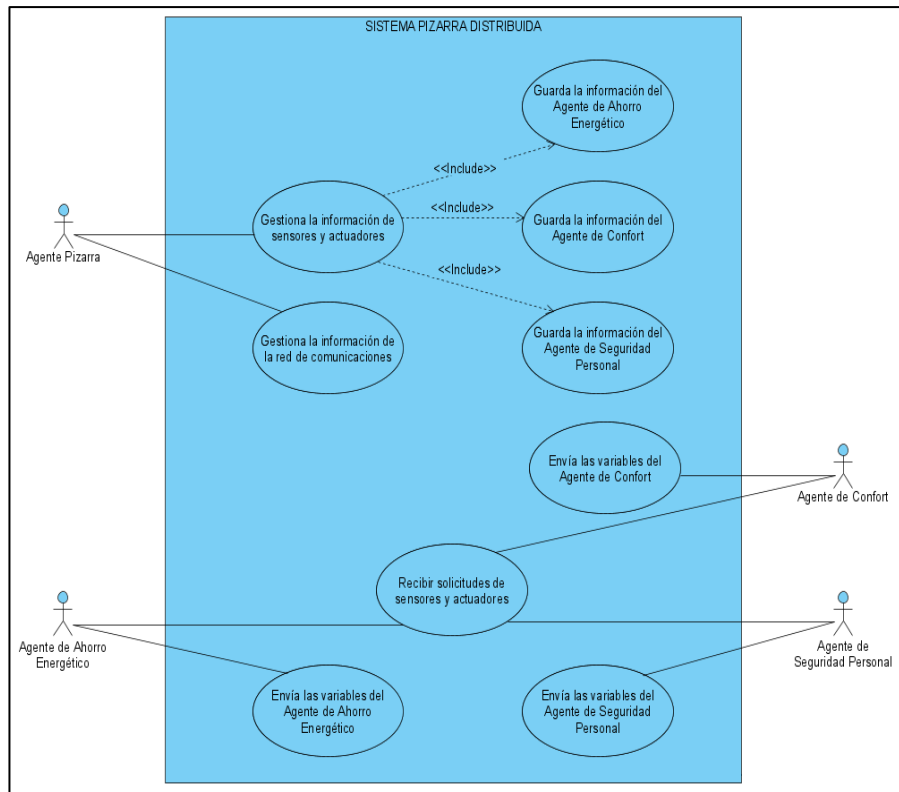 SISTEMA PIZARRA DISTRIBUIDA
Guarda la información del
Agente de Ahorro
Energético
<<Include>>
Gestiona la información de
sensores y actuadores
<<Include>>
Guarda la información del
Agente de Confort
Agente Pizarra
<<Include>>
Gestiona la información de
la red de comunicaciones
Guarda la información del
Agente de Seguridad
Personal
Envía las variables del
Agente de Confort
Agente de Confort
Recibir solicitudes de
sensores y actuadores
Agente de Ahorro
Energético
Agente de
Seguridad Personal
Envía las variables del
Agente de Ahorro
Energético
Envía las variables del
Agente de Seguridad
Personal